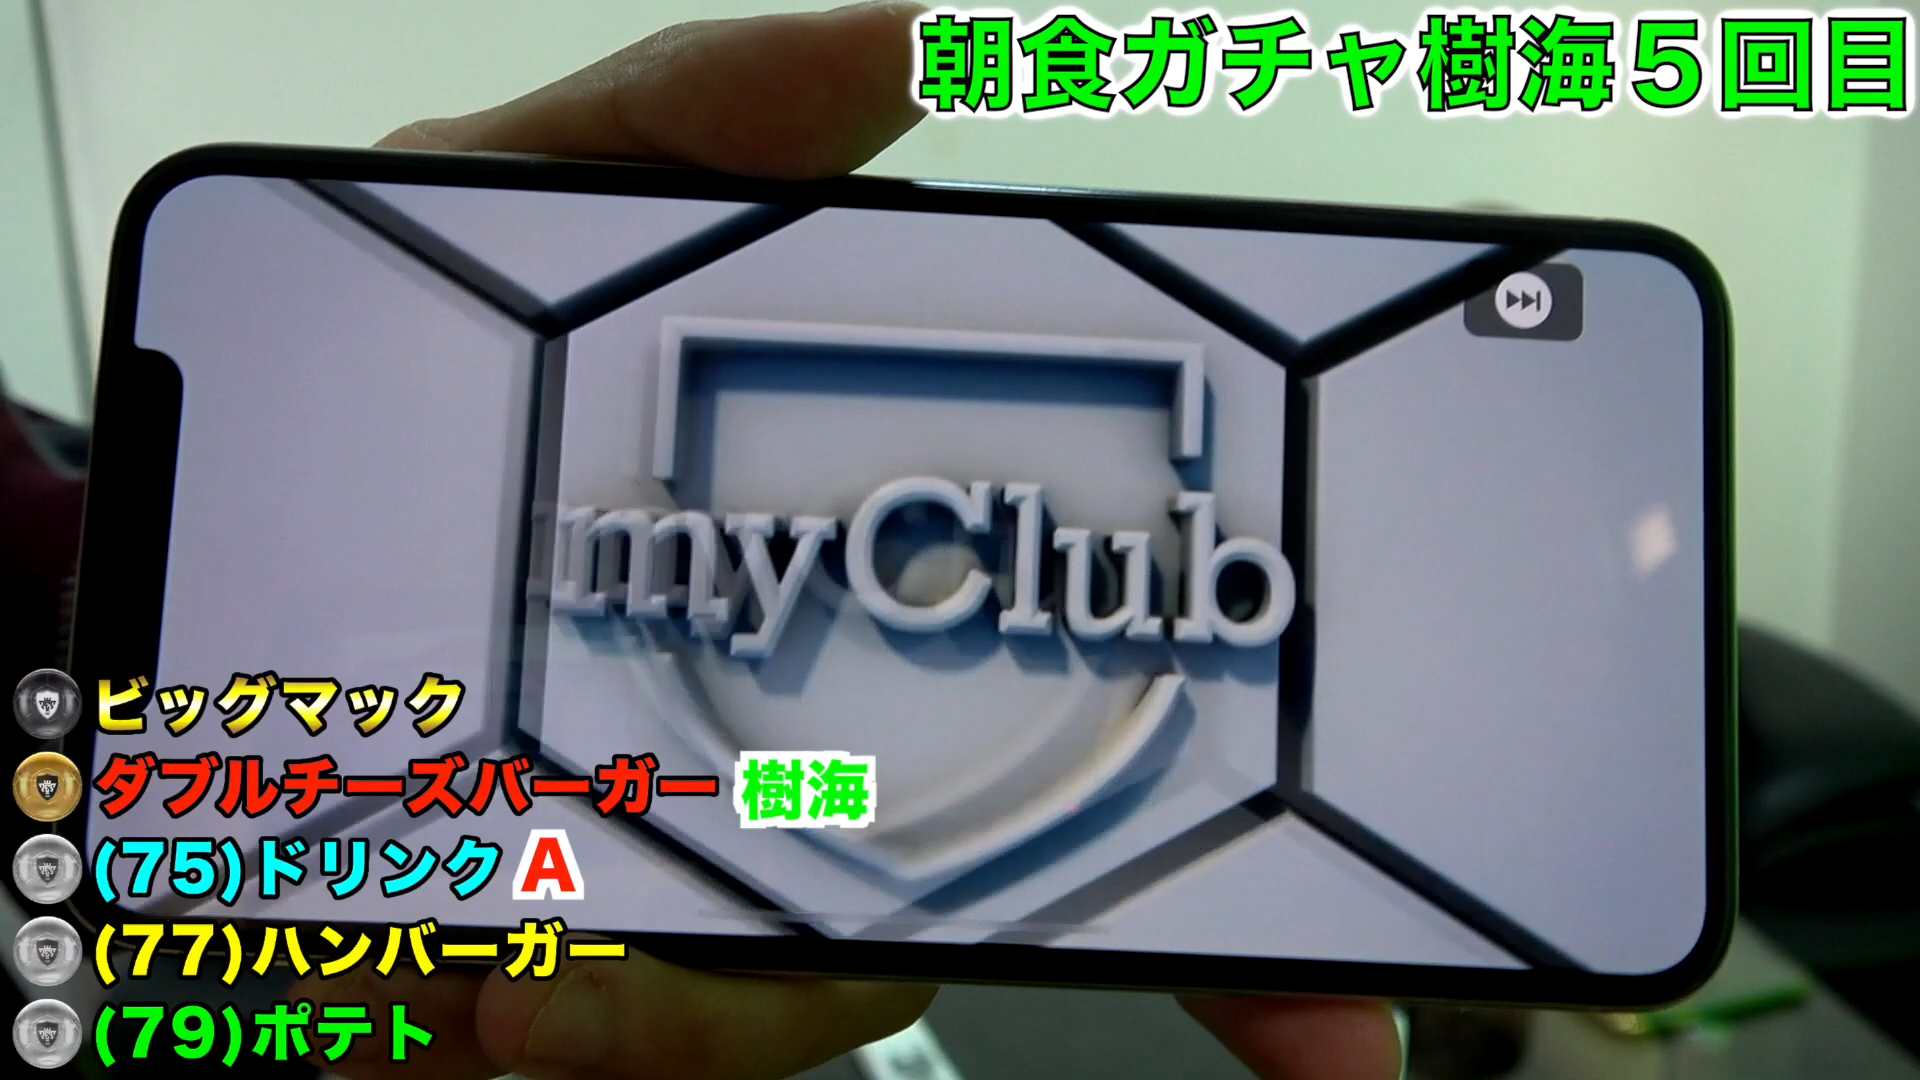 朝食ガチャ樹海5回目
myClub
ビッグマック
ダブルチーズバーガー 樹海
(75)ドリンク A
(77)ハンバーガー
(79)ポテト